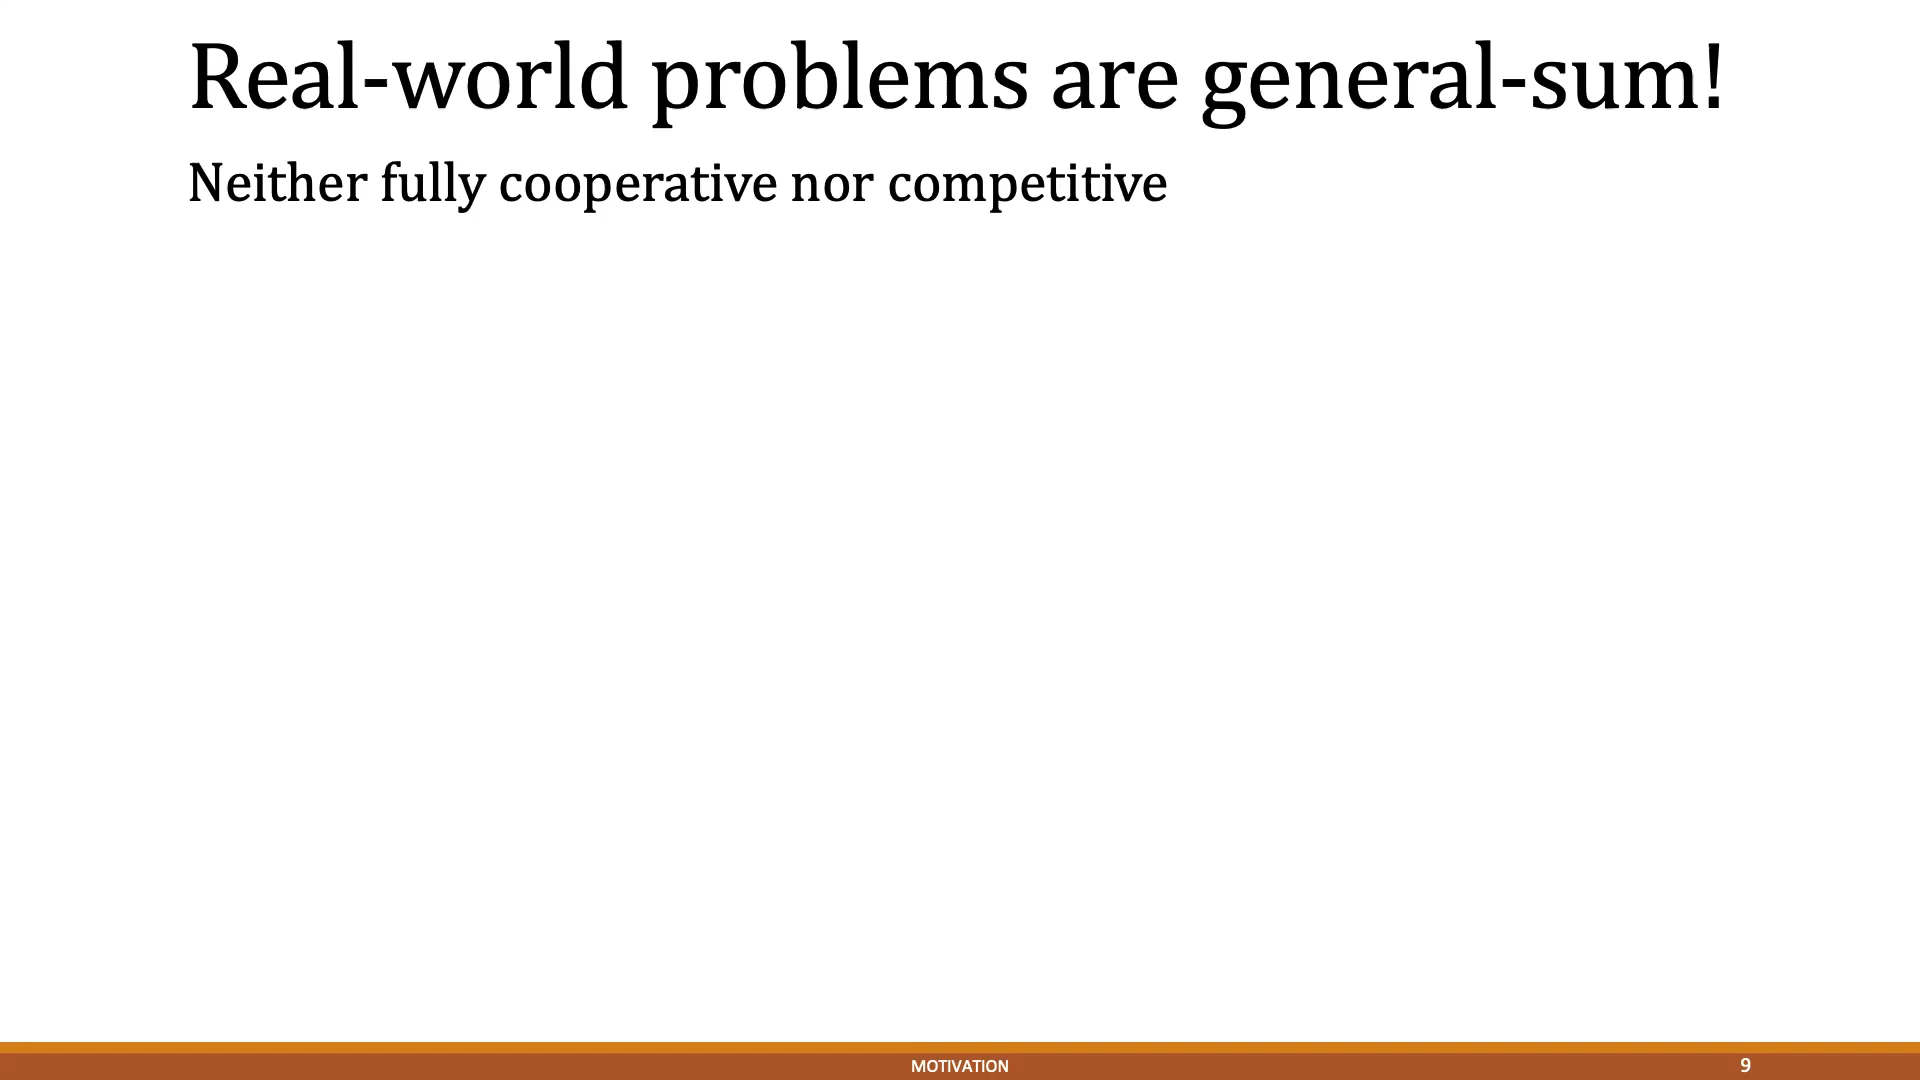 Real-world problems are general-sum!
Neither fully cooperative nor competitive
MOTIVATION
9